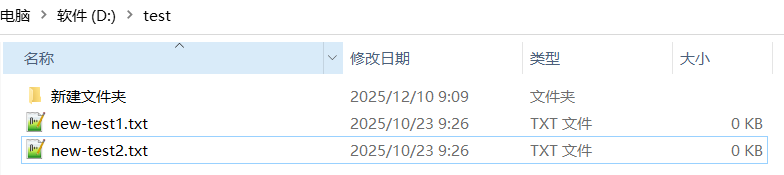 电脑 > 软件 (D:) > test
名称 修改日期 类型 大小
新建文件夹 2025/12/10 9:09 文件夹
new-test1.txt 2025/10/23 9:26 TXT 文件 0 KB
new-test2.txt 2025/10/23 9:26 TXT 文件 0 KB